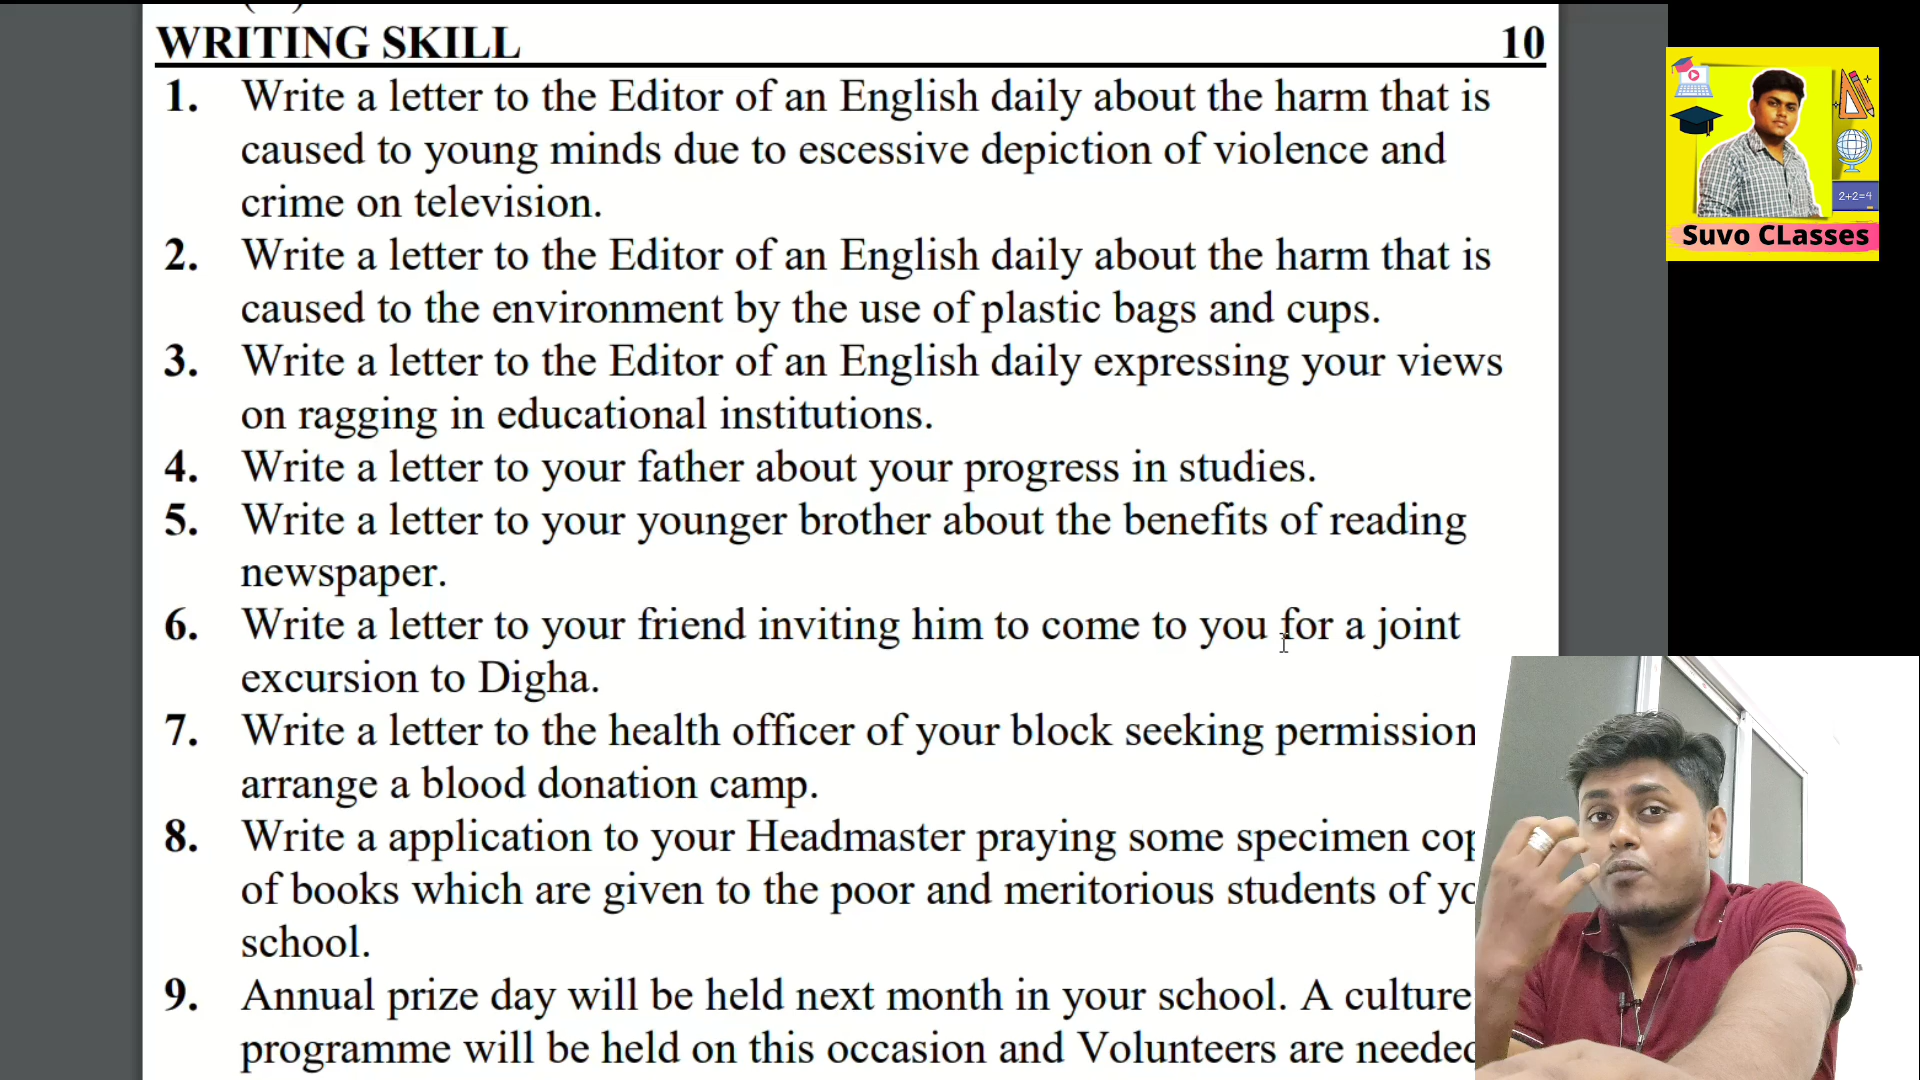 WRITING SKILL 10
1. Write a letter to the Editor of an English daily about the harm that is
caused to young minds due to escessive depiction of violence and
crime on television.
2. Write a letter to the Editor of an English daily about the harm that is
caused to the environment by the use of plastic bags and cups.
3. Write a letter to the Editor of an English daily expressing your views
on ragging in educational institutions.
4. Write a letter to your father about your progress in studies.
5. Write a letter to your younger brother about the benefits of reading
newspaper.
6. Write a letter to your friend inviting him to come to you for a joint
excursion to Digha.
7. Write a letter to the health officer of your block seeking permission
arrange a blood donation camp.
8. Write a application to your Headmaster praying some specimen
of books which are given to the poor and meritorious students of
school.
9. Annual prize day will be held next month in your school. A culture
programme will be held on this occasion and Volunteers are needed
2+2=4
Suvo CLasses